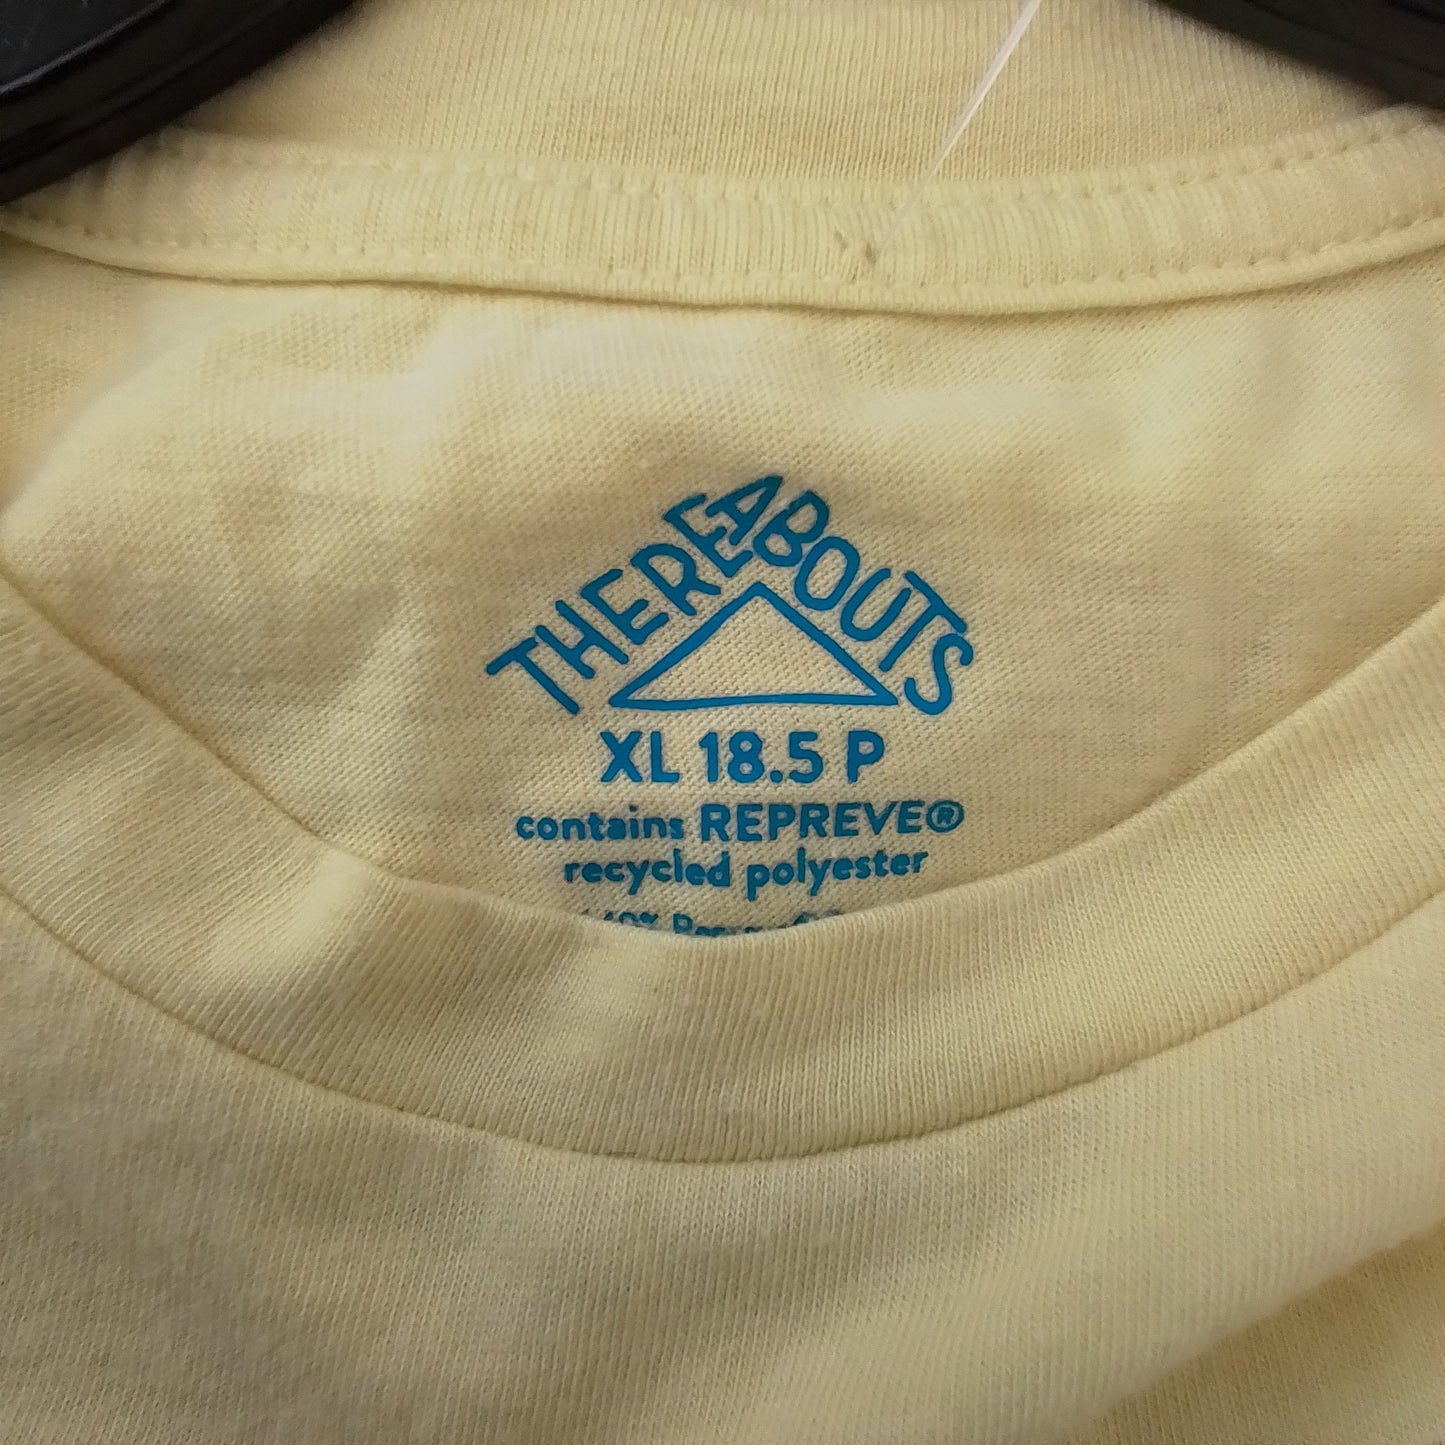 THEREABOUTS
XL 18.5 P
contains REPREVE®
recycled polyester